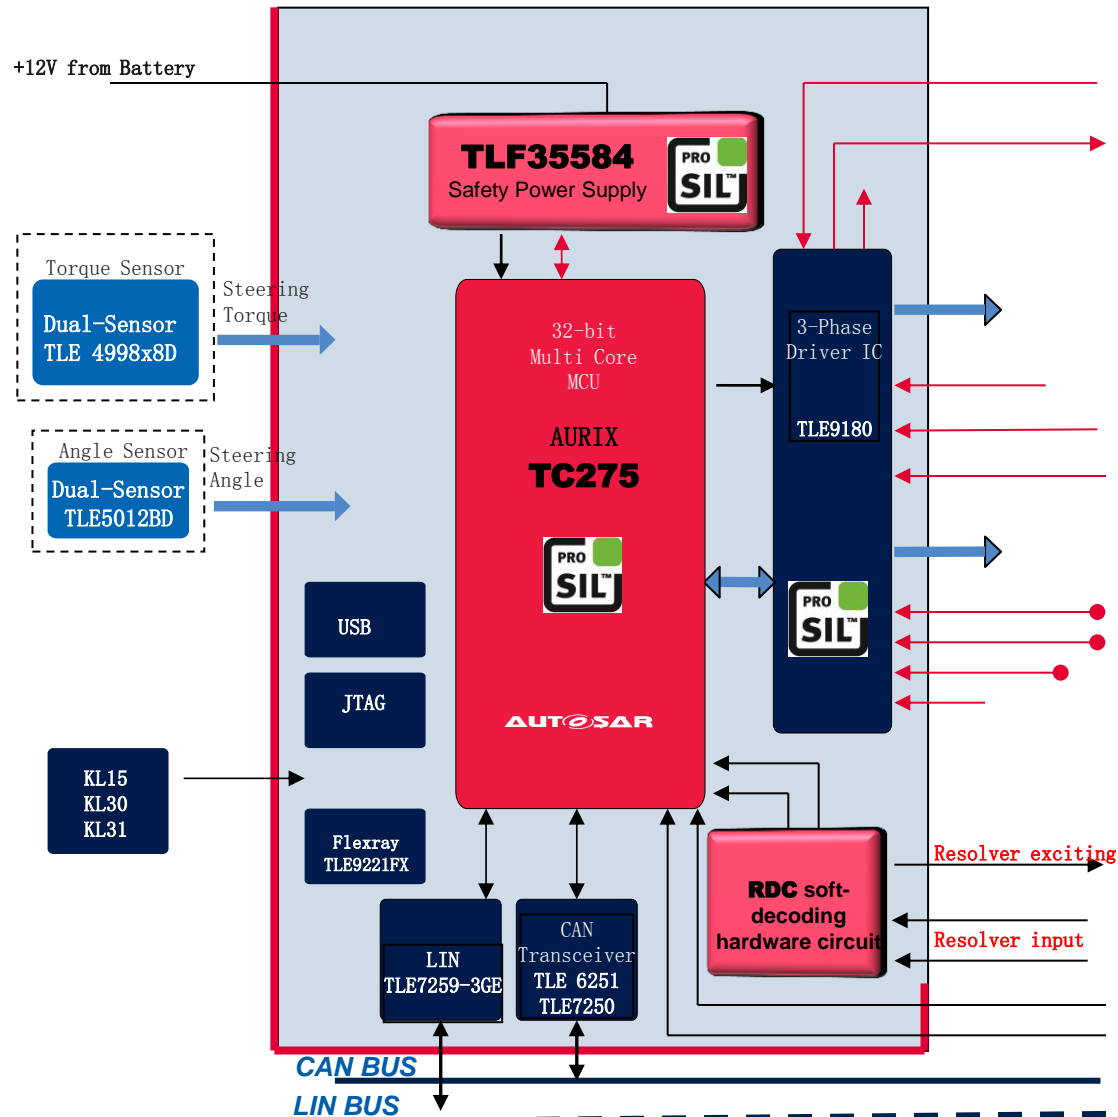 +12V from Battery
TLF35584
Safety Power Supply
PRO
SIL™
Torque Sensor
Dual-Sensor
TLE 4998x8D
Steering
Torque
32-bit
Multi Core
MCU
AURIX
TC275
PRO
SIL™
AUTOSAR
3-Phase
Driver IC
TLE9180
PRO
SIL™
Angle Sensor
Dual-Sensor
TLE5012BD
Steering
Angle
USB
JTAG
KL15
KL30
KL31
Flexray
TLE9221FX
RDC soft-
decoding
hardware circuit
Resolver exciting
Resolver input
LIN
TLE7259-3GE
CAN
Transceiver
TLE 6251
TLE7250
CAN BUS
LIN BUS